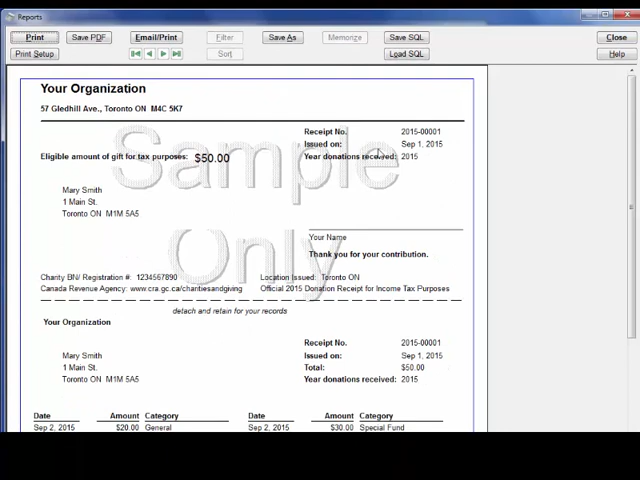 Reports
Print Save PDF Email/Print Filter Save As Memorize Save SQL Close
Print Setup Sort Load SQL Help
Your Organization
57 Gledhill Ave., Toronto ON M4C 5K7
Sample
Only
Receipt No. 2015-00001
Issued on: Sep 1, 2015
Eligible amount of gift for tax purposes: $50.00 Year donations received: 2015
Mary Smith
1 Main St.
Toronto ON M1M 5A5
Your Name
Thank you for your contribution.
Charity BN/ Registration #: 1234567890 Location Issued: Toronto ON
Canada Revenue Agency: www.cra.gc.ca/charitiesandgiving Official 2015 Donation Receipt for Income Tax Purposes
detach and retain for your records
Your Organization
Receipt No. 2015-00001
Mary Smith Issued on: Sep 1, 2015
1 Main St. Total: $50.00
Toronto ON M1M 5A5 Year donations received: 2015
Date Amount Category Date Amount Category
Sep 2, 2015 $20.00 General Sep 2, 2015 $30.00 Special Fund